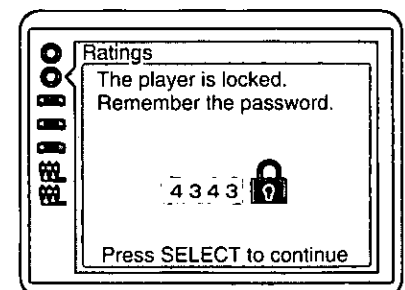 Ratings
The player is locked.
Remember the password.
4343
Press SELECT to continue